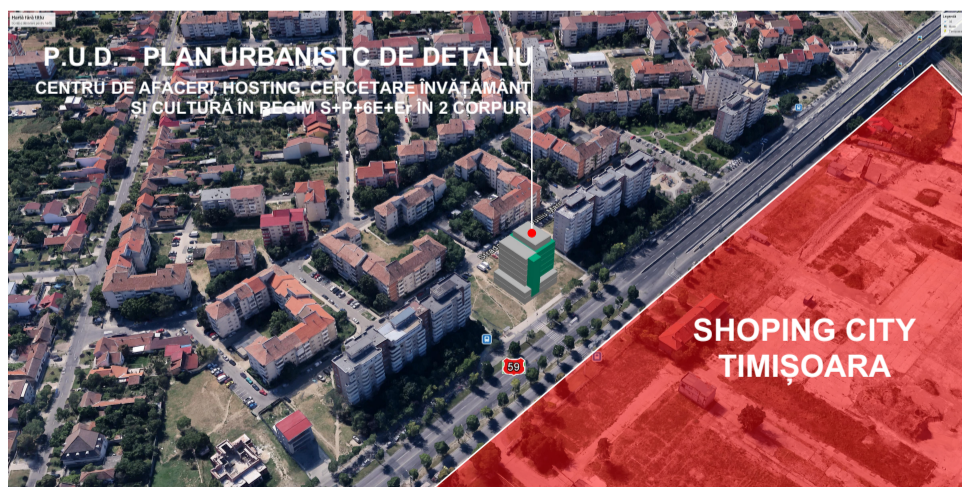 P.U.D. - PLAN URBANISTC DE DETALIU
CENTRU DE AFACERI, HOSTING, CERCETARE ÎNVĂȚĂMÂNT
ȘI CULTURĂ ÎN REGIM S+P+6E+Er ÎN 2 CORPURI
59
SHOPING CITY
TIMIȘOARA